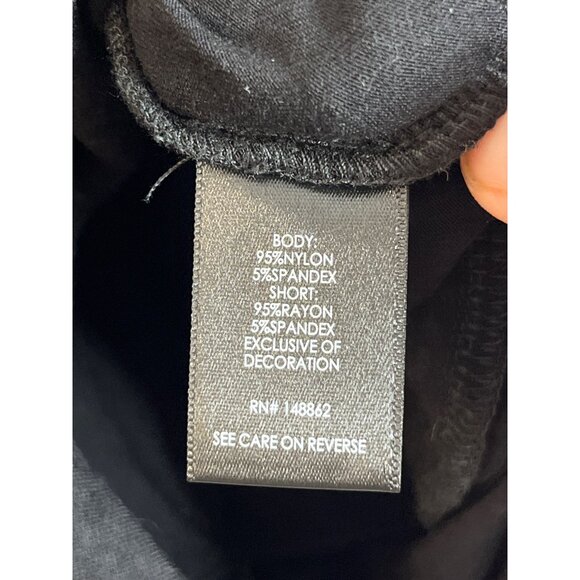 BODY:
95%NYLON
5%SPANDEX
SHORT:
95%RAYON
5%SPANDEX
EXCLUSIVE OF
DECORATION
RN# 148862
SEE CARE ON REVERSE